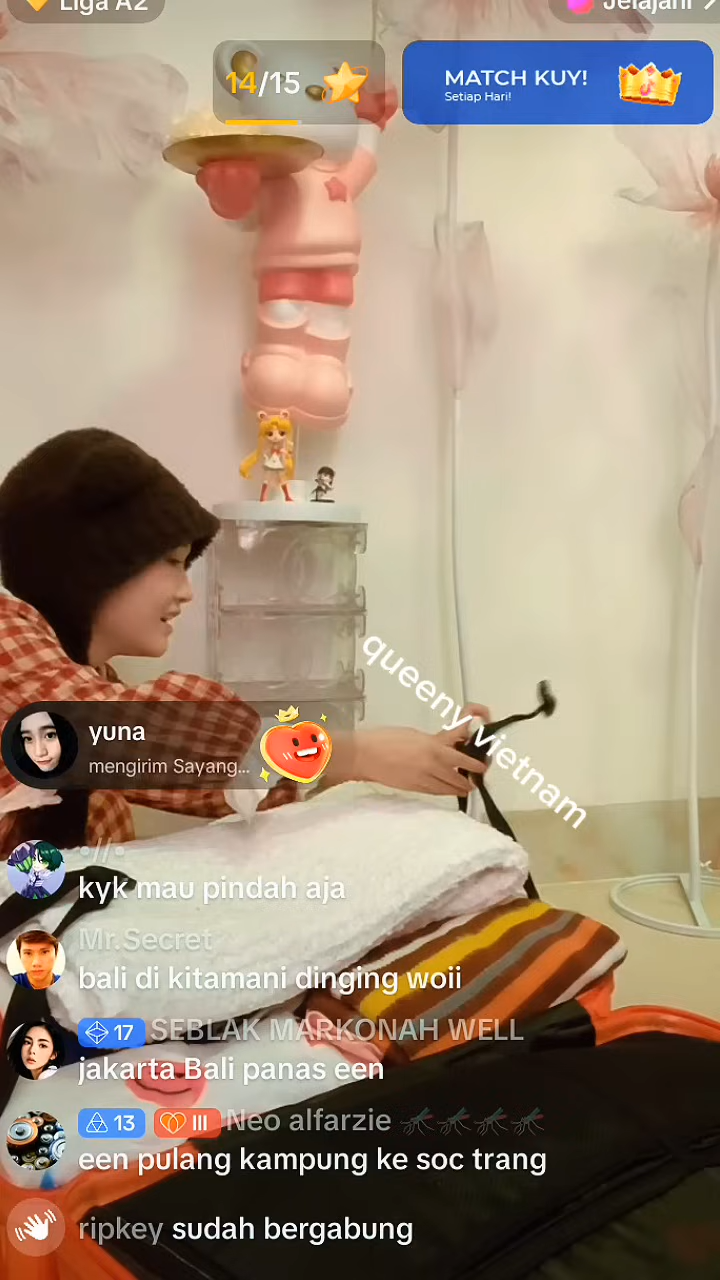 Liga A2
Jelajahi
14/15
MATCH KUY!
Setiap Hari!
queeny vietnam
yuna
mengirim Sayang...
•//•
kyk mau pindah aja
Mr.Secret
bali di kitamani dinging woii
17 SEBLAK MARKONAH WELL
jakarta Bali panas een
13 III Neo alfarzie 🦟🦟🦟🦟
een pulang kampung ke soc trang
ripkey sudah bergabung